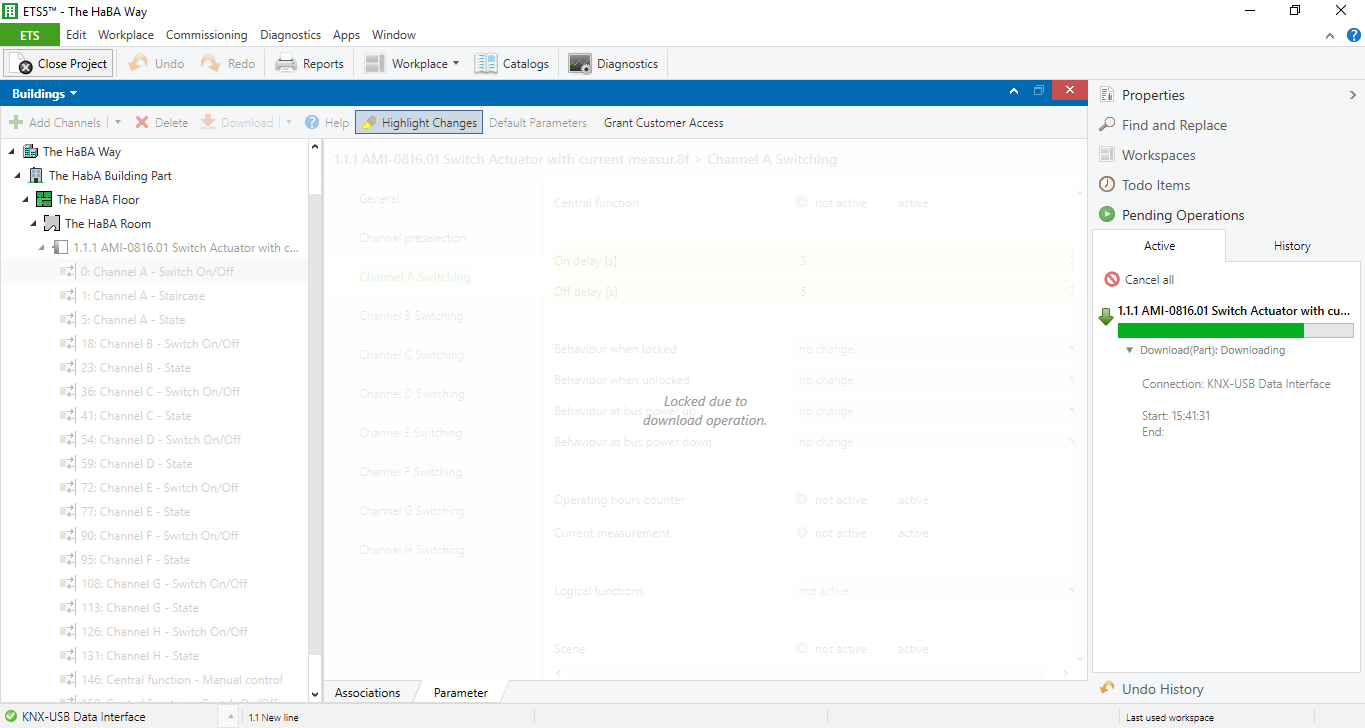 ETS5™ - The HaBA Way
ETS Edit Workplace Commissioning Diagnostics Apps Window
Close Project Undo Redo Reports Workplace Catalogs Diagnostics
Buildings
Add Channels Delete Download Help Highlight Changes Default Parameters Grant Customer Access
The HaBA Way
The HabA Building Part
The HaBA Floor
The HaBA Room
1.1.1 AMI-0816.01 Switch Actuator with c...
0: Channel A - Switch On/Off
1: Channel A - Staircase
5: Channel A - State
18: Channel B - Switch On/Off
23: Channel B - State
36: Channel C - Switch On/Off
41: Channel C - State
54: Channel D - Switch On/Off
59: Channel D - State
72: Channel E - Switch On/Off
77: Channel E - State
90: Channel F - Switch On/Off
95: Channel F - State
108: Channel G - Switch On/Off
113: Channel G - State
126: Channel H - Switch On/Off
131: Channel H - State
146: Central function - Manual control
1.1.1 AMI-0816.01 Switch Actuator with current measur.8f > Channel A Switching
General
Channel preselection
Channel A Switching
Channel B Switching
Channel C Switching
Channel D Switching
Channel E Switching
Channel F Switching
Channel G Switching
Channel H Switching
Central function not active active
On delay [s] 3
Off delay [s] 5
Behaviour when locked no change
Behaviour when unlocked no change
Behaviour at bus power up no change
Behaviour at bus power down no change
Locked due to
download operation.
Operating hours counter not active active
Current measurement not active active
Logical functions not active
Scene not active active
Associations Parameter
Properties
Find and Replace
Workspaces
Todo Items
Pending Operations
Active History
Cancel all
1.1.1 AMI-0816.01 Switch Actuator with cu...
Download(Part): Downloading
Connection: KNX-USB Data Interface
Start: 15:41:31
End:
Undo History
KNX-USB Data Interface 1.1 New line Last used workspace